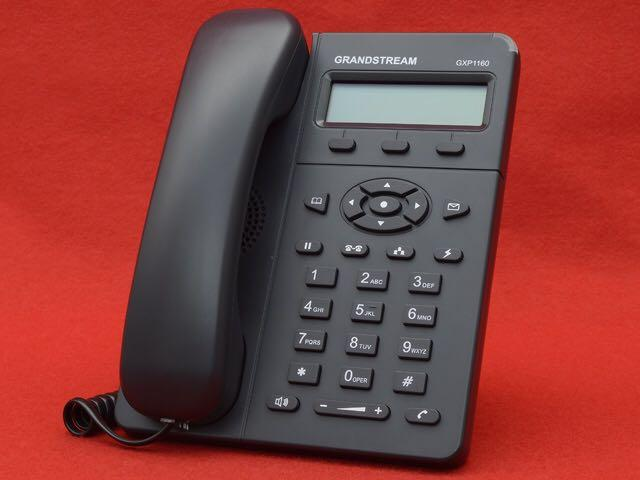 GRANDSTREAM GXP1160
1 2ABC 3DEF
4GHI 5JKL 6MNO
7PQRS 8TUV 9WXYZ
* 0OPER #
- +